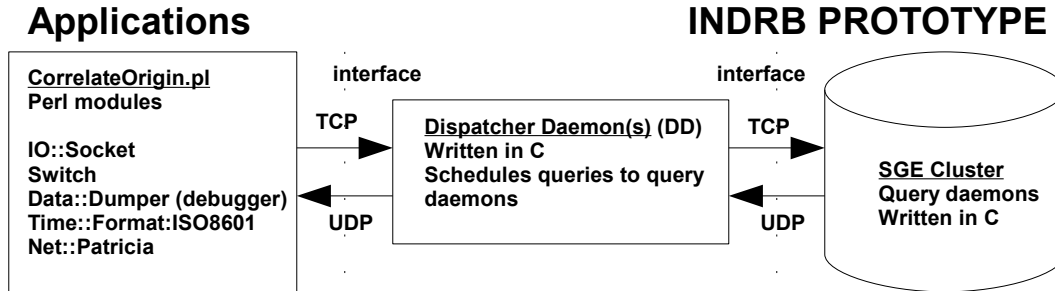 Applications
INDRB PROTOTYPE
CorrelateOrigin.pl
Perl modules
IO::Socket
Switch
Data::Dumper (debugger)
Time::Format:ISO8601
Net::Patricia
interface
TCP
UDP
Dispatcher Daemon(s) (DD)
Written in C
Schedules queries to query
daemons
interface
TCP
UDP
SGE Cluster
Query daemons
Written in C